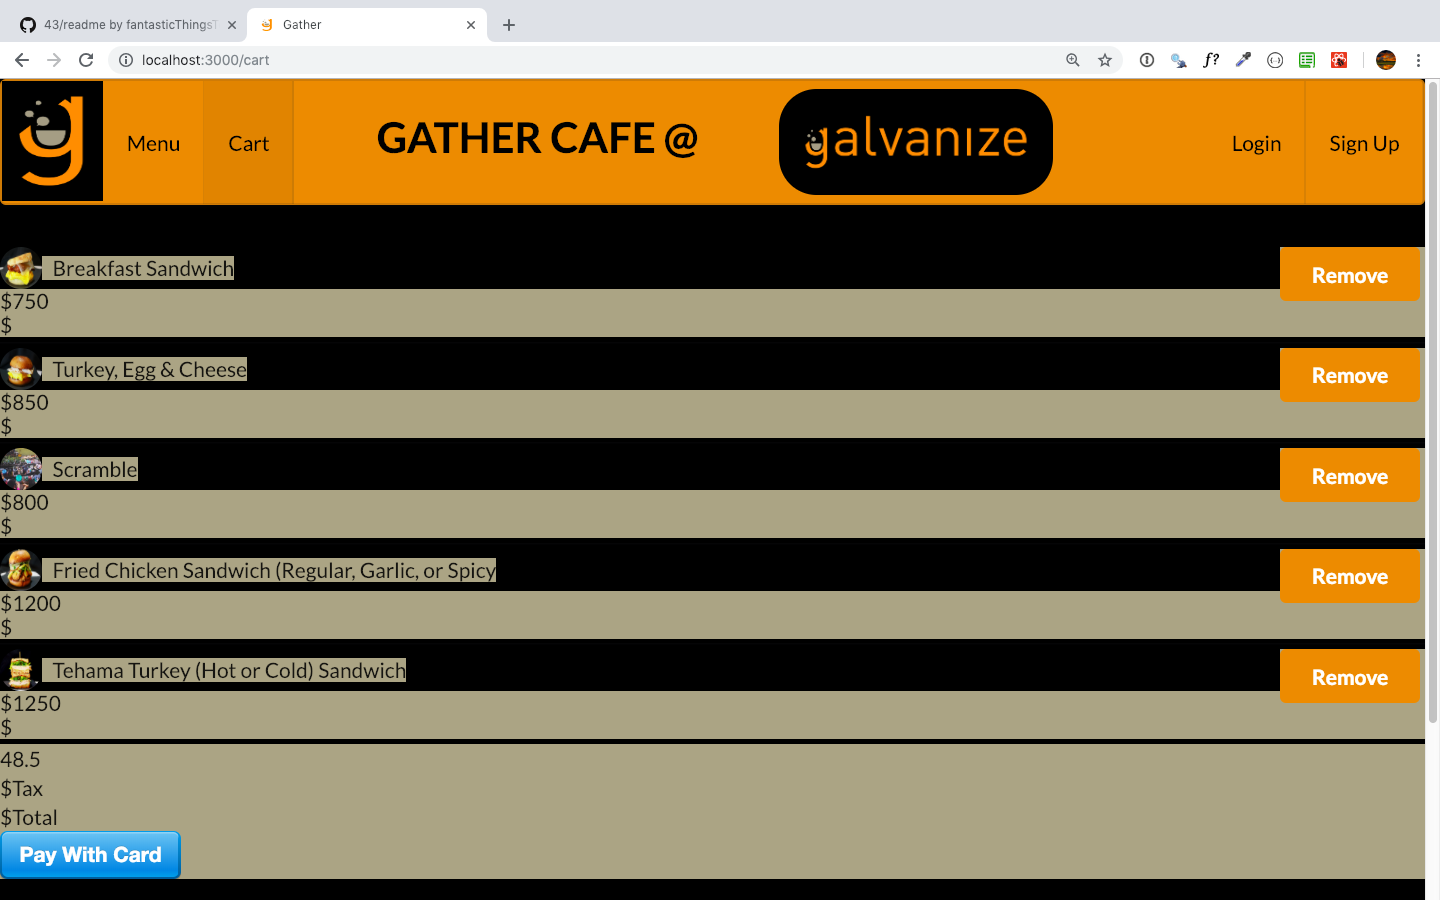 43/readme by fantasticThingsT
Gather
localhost:3000/cart
f?
Menu
Cart
GATHER CAFE @
galvanize
Login
Sign Up
Breakfast Sandwich
Remove
$750
$
Turkey, Egg & Cheese
Remove
$850
$
Scramble
Remove
$800
$
Fried Chicken Sandwich (Regular, Garlic, or Spicy
Remove
$1200
$
Tehama Turkey (Hot or Cold) Sandwich
Remove
$1250
$
48.5
$Tax
$Total
Pay With Card